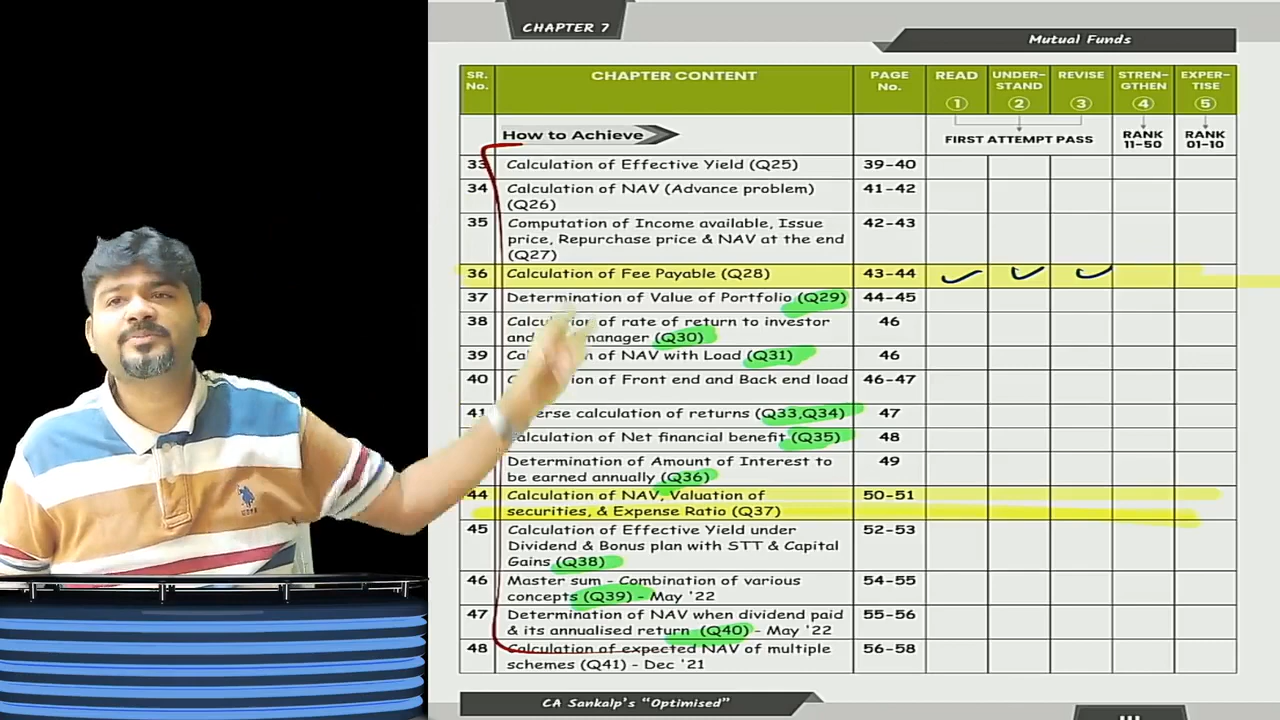 CHAPTER 7
Mutual Funds
SR. No. CHAPTER CONTENT PAGE No. READ UNDER-STAND REVISE STREN-GTHEN EXPER-TISE
1 2 3 4 5
How to Achieve FIRST ATTEMPT PASS RANK 11-50 RANK 01-10
33 Calculation of Effective Yield (Q25) 39-40
34 Calculation of NAV (Advance problem) 41-42
(Q26)
35 Computation of Income available, Issue 42-43
price, Repurchase price & NAV at the end
(Q27)
36 Calculation of Fee Payable (Q28) 43-44
37 Determination of Value of Portfolio (Q29) 44-45
38 of rate of return to investor 46
manager (Q30)
39 of NAV with Load (Q31) 46
40 of Front end and Back end load 46-47
41 calculation of returns (Q33,Q34) 47
Calculation of Net financial benefit (Q35) 48
Determination of Amount of Interest to 49
be earned annually (Q36)
44 Calculation of NAV, Valuation of 50-51
securities, & Expense Ratio (Q37)
45 Calculation of Effective Yield under 52-53
Dividend & Bonus plan with STT & Capital
Gains (Q38)
46 Master sum - Combination of various 54-55
concepts (Q39) - May '22
47 Determination of NAV when dividend paid 55-56
& its annualised return (Q40) - May '22
48 Calculation of expected NAV of multiple 56-58
schemes (Q41) - Dec '21
CA Sankalp's "Optimised"